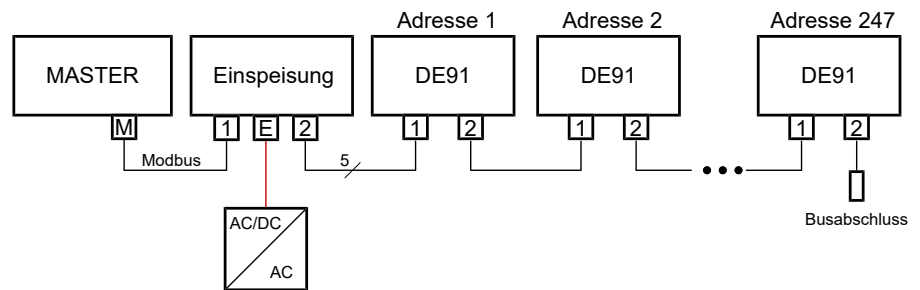 Adresse 1
Adresse 2
Adresse 247
MASTER
Einspeisung
DE91
DE91
DE91
M
1
E
2
1
2
1
2
1
2
Modbus
5
AC/DC
AC
Busabschluss